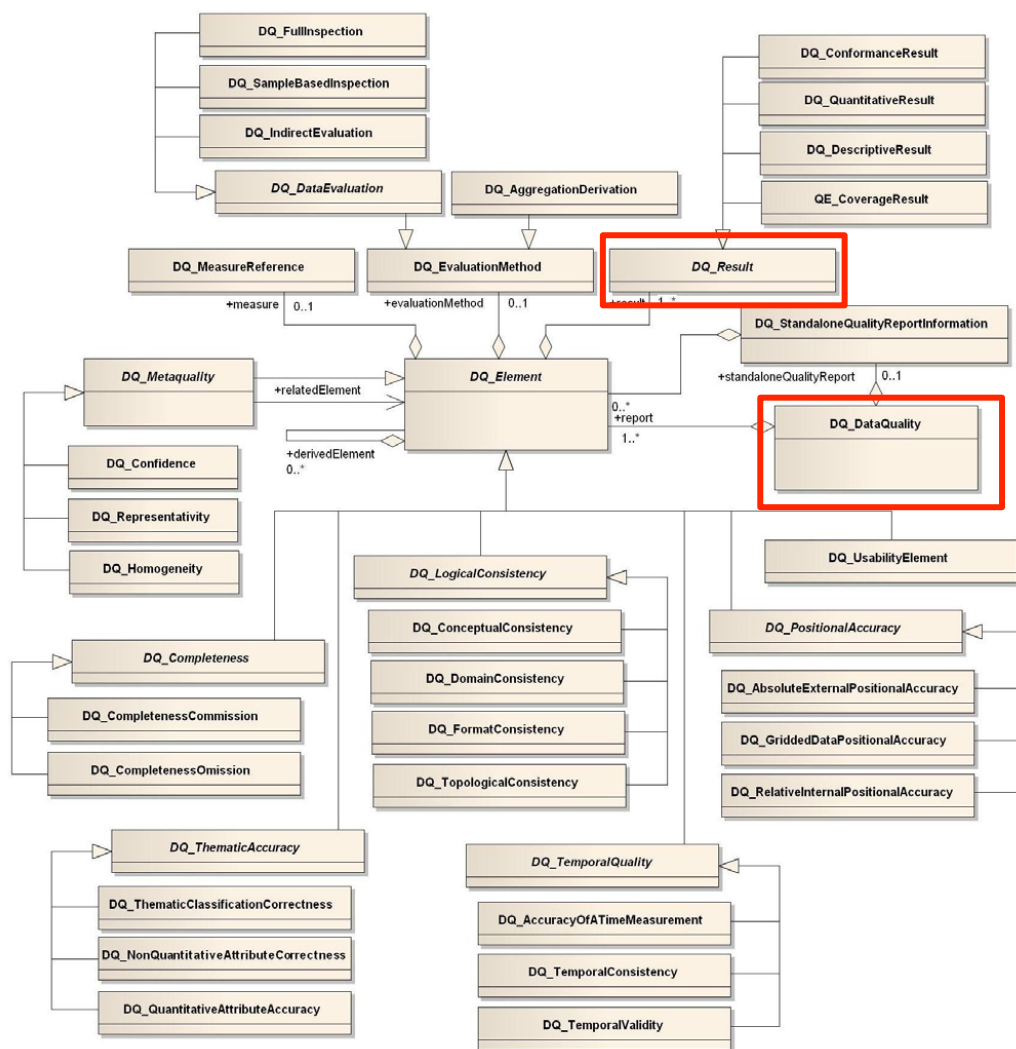 DQ_FullInspection
DQ_ConformanceResult
DQ_SampleBasedInspection
DQ_QuantitativeResult
DQ_IndirectEvaluation
DQ_DescriptiveResult
DQ_DataEvaluation
DQ_AggregationDerivation
QE_CoverageResult
DQ_MeasureReference
DQ_EvaluationMethod
DQ_Result
+measure
0..1
+evaluationMethod
0..1
+result
1..*
DQ_StandaloneQualityReportInformation
DQ_Metaquality
+relatedElement
DQ_Element
+standaloneQualityReport
0..1
0..*
+report
1..*
DQ_DataQuality
+derivedElement
0..*
DQ_Confidence
DQ_Representativity
DQ_Homogeneity
DQ_LogicalConsistency
DQ_UsabilityElement
DQ_ConceptualConsistency
DQ_PositionalAccuracy
DQ_Completeness
DQ_DomainConsistency
DQ_AbsoluteExternalPositionalAccuracy
DQ_CompletenessCommission
DQ_FormatConsistency
DQ_GriddedDataPositionalAccuracy
DQ_CompletenessOmission
DQ_TopologicalConsistency
DQ_RelativeInternalPositionalAccuracy
DQ_ThematicAccuracy
DQ_TemporalQuality
DQ_ThematicClassificationCorrectness
DQ_AccuracyOfATimeMeasurement
DQ_NonQuantitativeAttributeCorrectness
DQ_TemporalConsistency
DQ_QuantitativeAttributeAccuracy
DQ_TemporalValidity